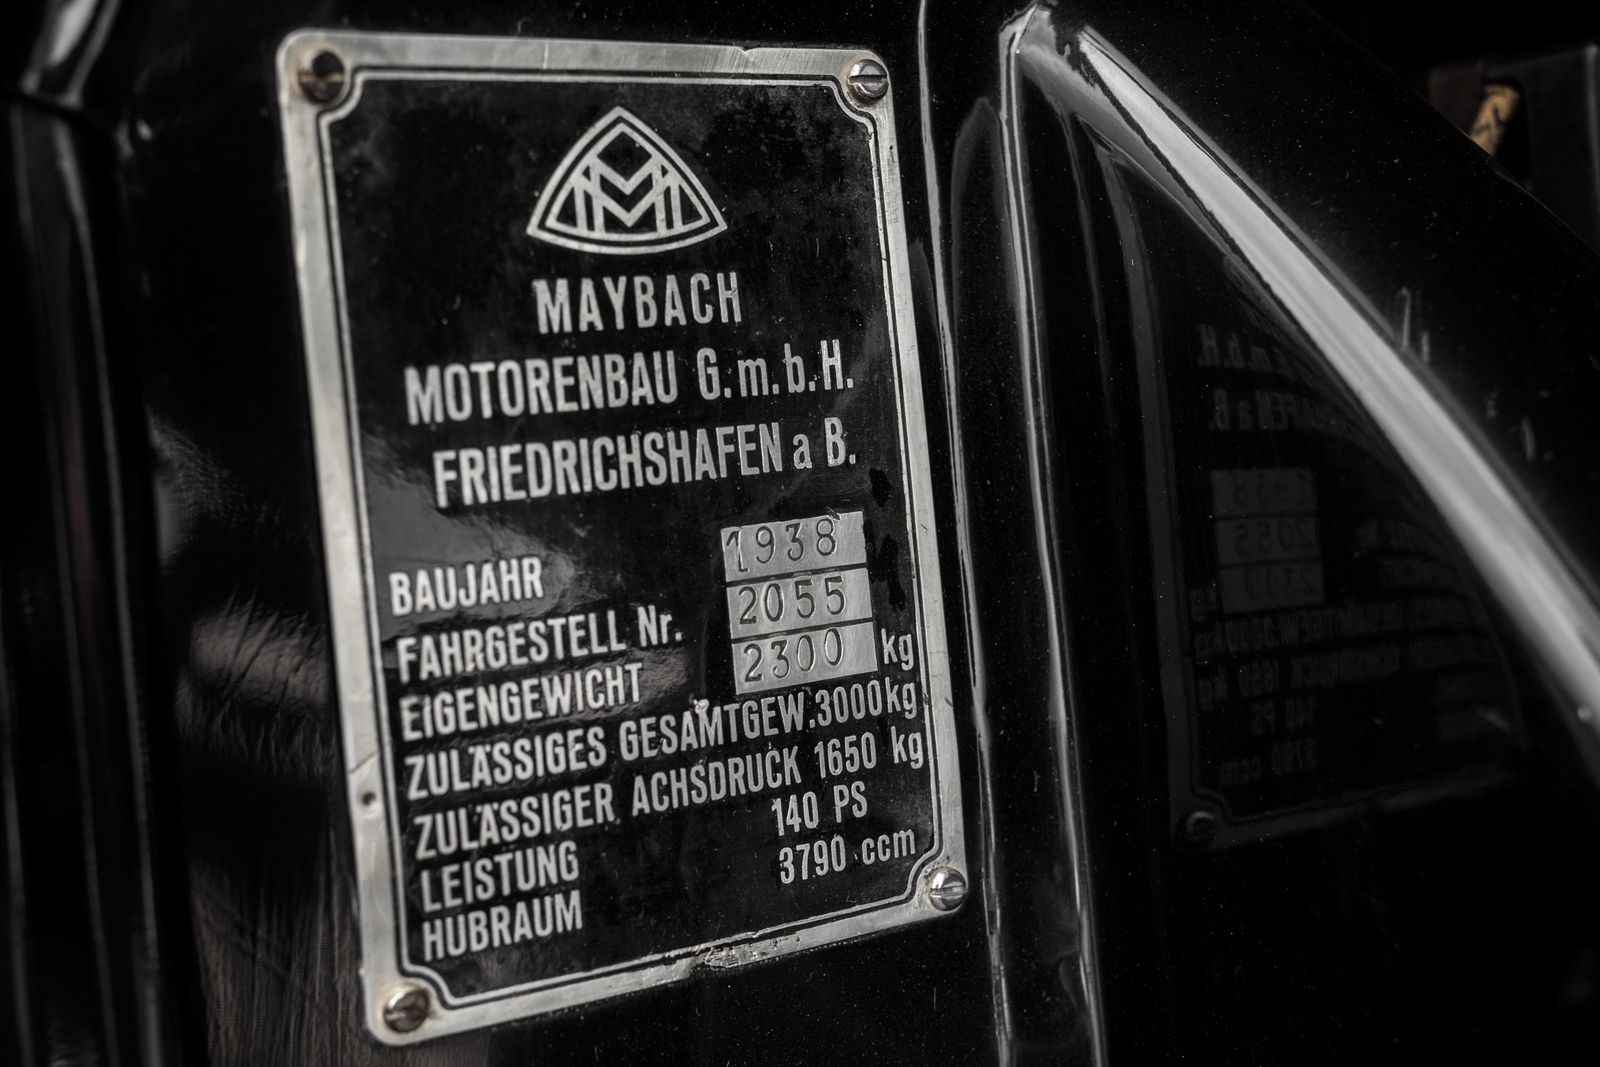 MAYBACH
MOTORENBAU G.m.b.H.
FRIEDRICHSHAFEN a B.
BAUJAHR 1938
FAHRGESTELL Nr. 2055
EIGENGEWICHT 2300 kg
ZULÄSSIGES GESAMTGEW. 3000 kg
ZULÄSSIGER ACHSDRUCK 1650 kg
LEISTUNG 140 PS
HUBRAUM 3790 ccm